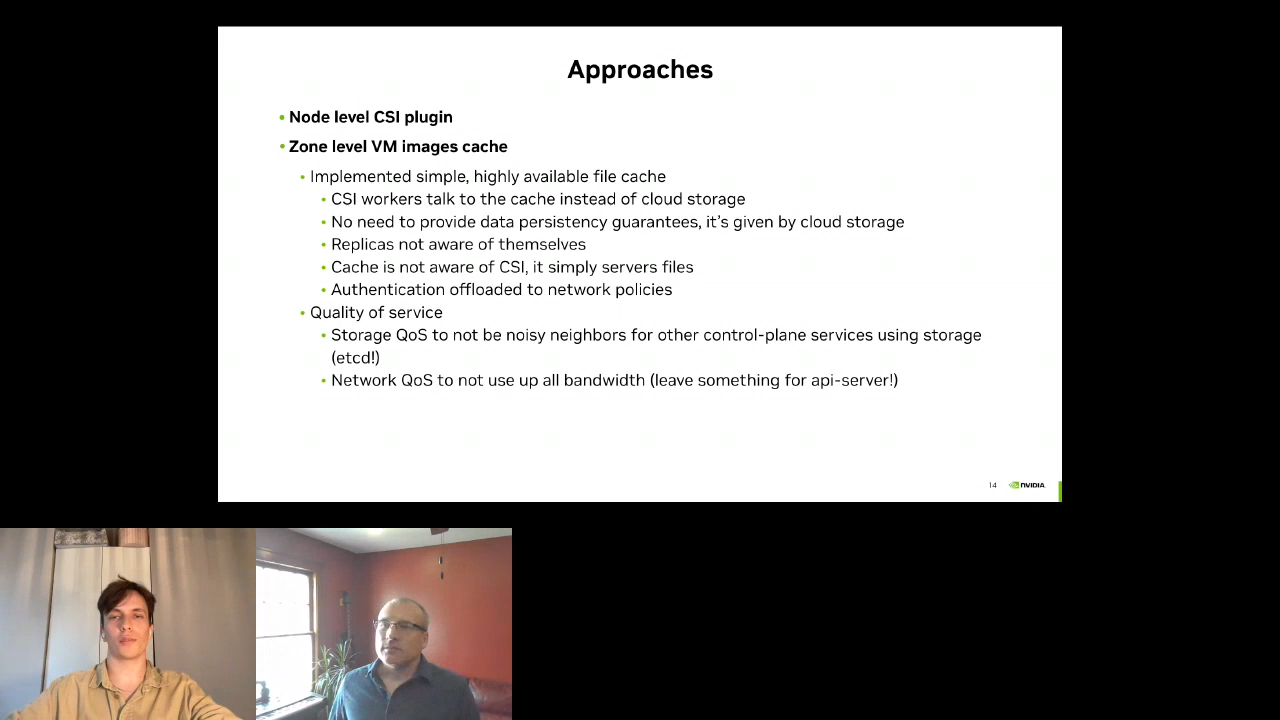 Approaches
• Node level CSI plugin
• Zone level VM images cache
• Implemented simple, highly available file cache
• CSI workers talk to the cache instead of cloud storage
• No need to provide data persistency guarantees, it’s given by cloud storage
• Replicas not aware of themselves
• Cache is not aware of CSI, it simply servers files
• Authentication offloaded to network policies
• Quality of service
• Storage QoS to not be noisy neighbors for other control-plane services using storage
(etcd!)
• Network QoS to not use up all bandwidth (leave something for api-server!)
14 NVIDIA.